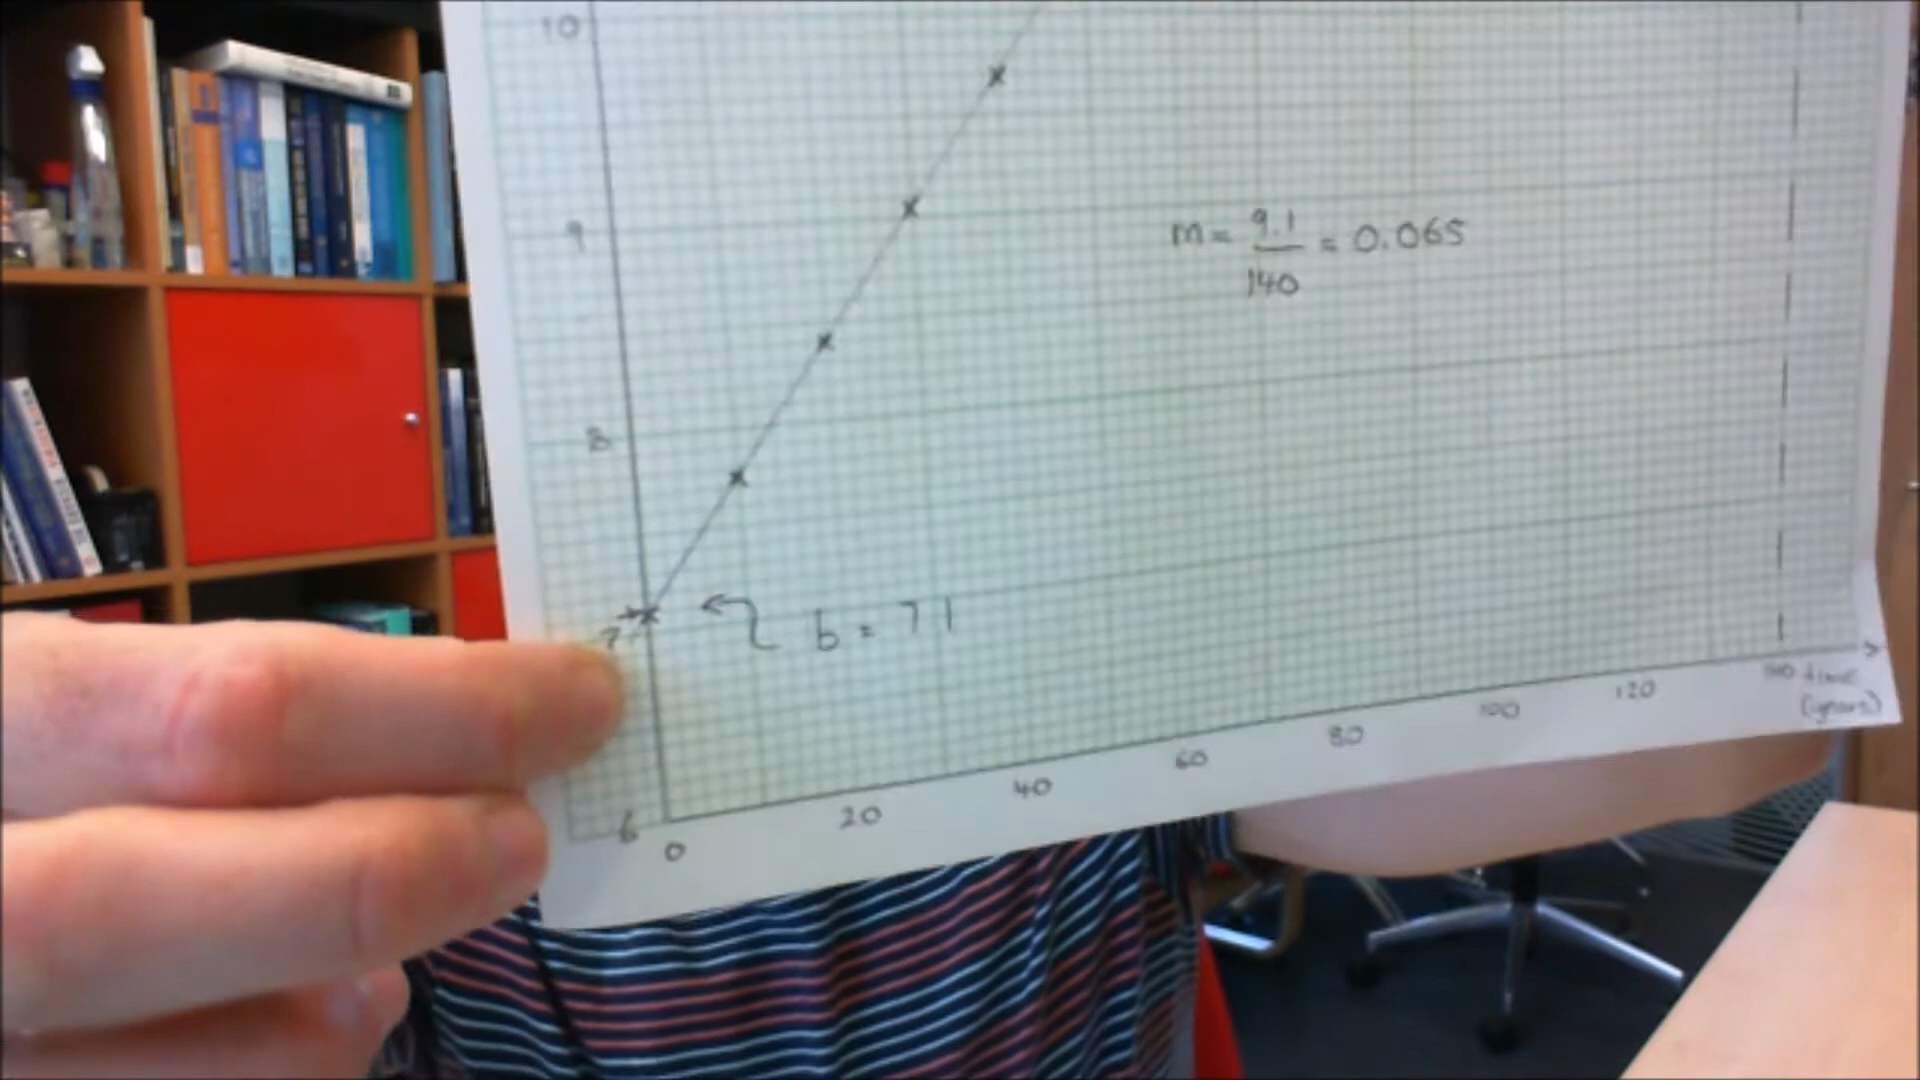 10
9
m = 9.1/140 = 0.065
8
b = 7.1
7
6
0 20 40 60 80 100 120 140 time
(years)